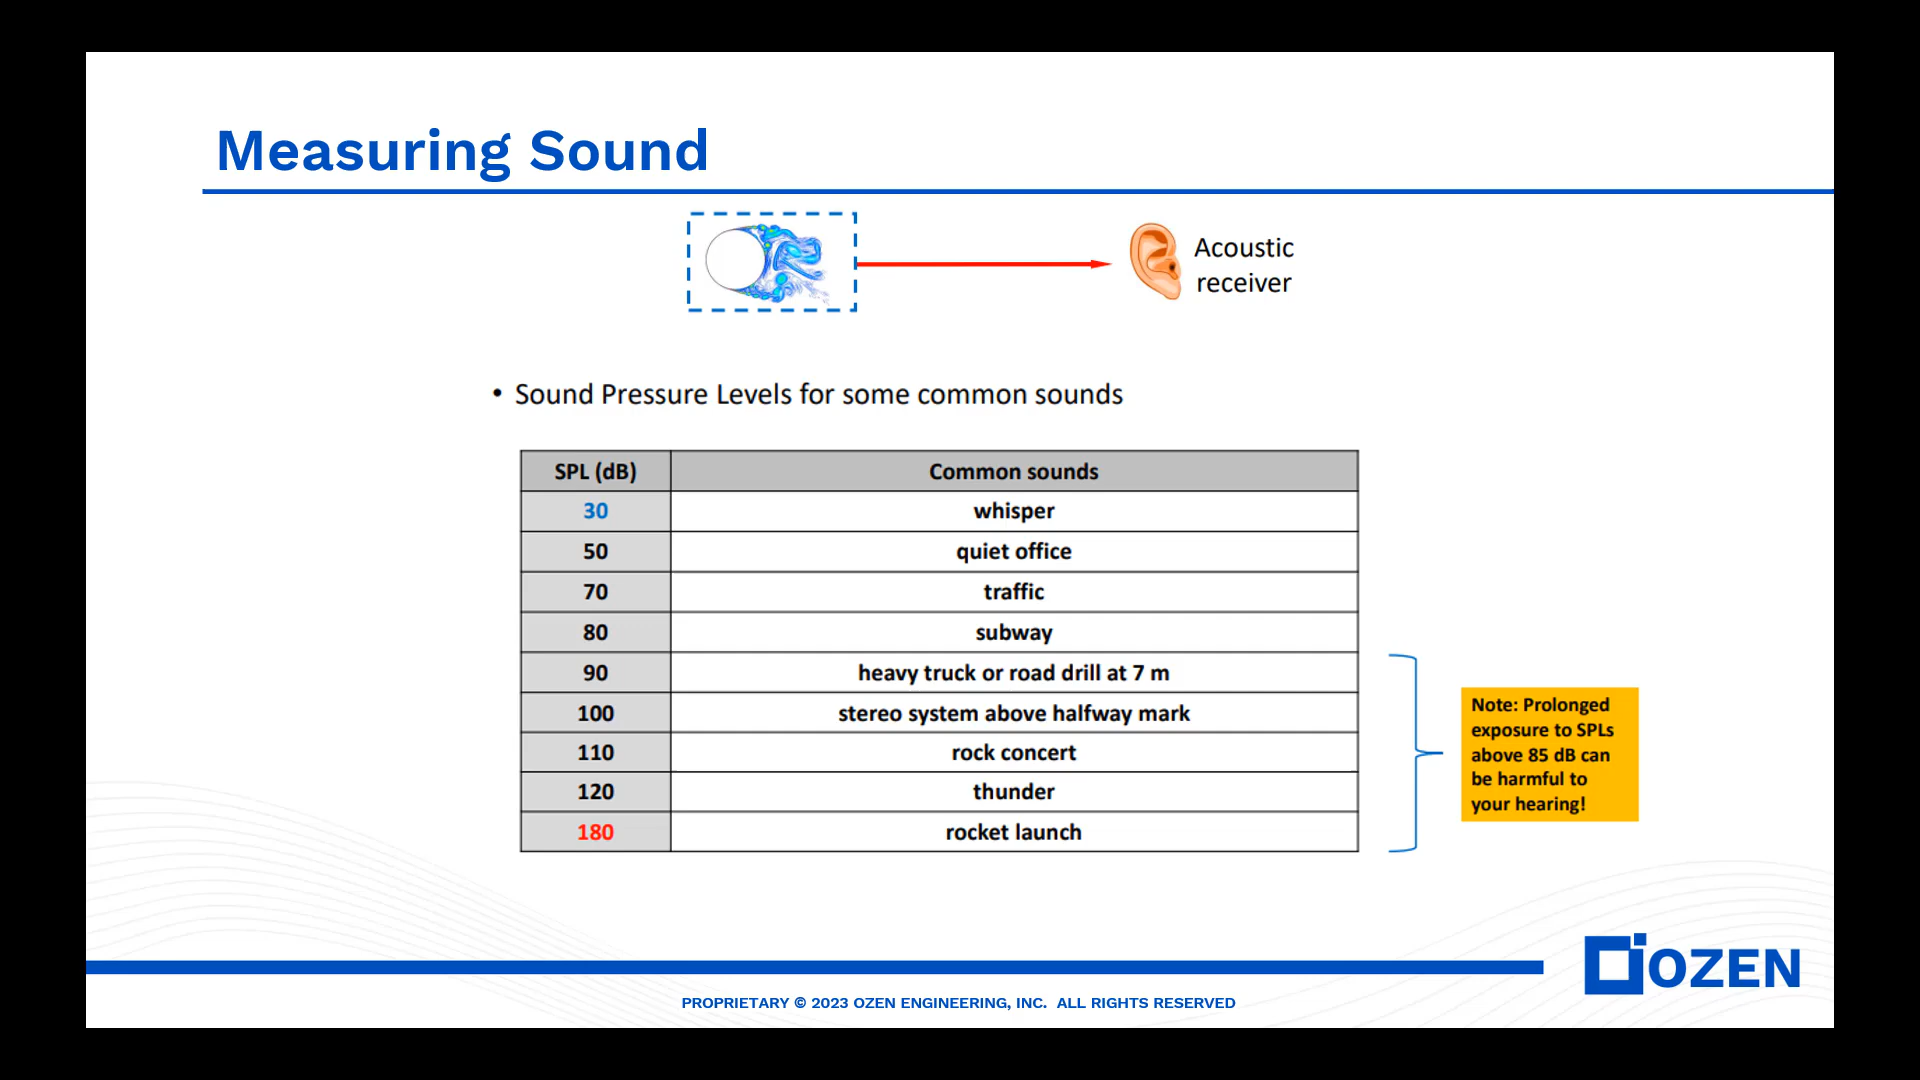 Measuring Sound
Acoustic
receiver
• Sound Pressure Levels for some common sounds
SPL (dB) Common sounds
30 whisper
50 quiet office
70 traffic
80 subway
90 heavy truck or road drill at 7 m
100 stereo system above halfway mark
110 rock concert
120 thunder
180 rocket launch
Note: Prolonged
exposure to SPLs
above 85 dB can
be harmful to
your hearing!
OZEN
PROPRIETARY © 2023 OZEN ENGINEERING, INC. ALL RIGHTS RESERVED